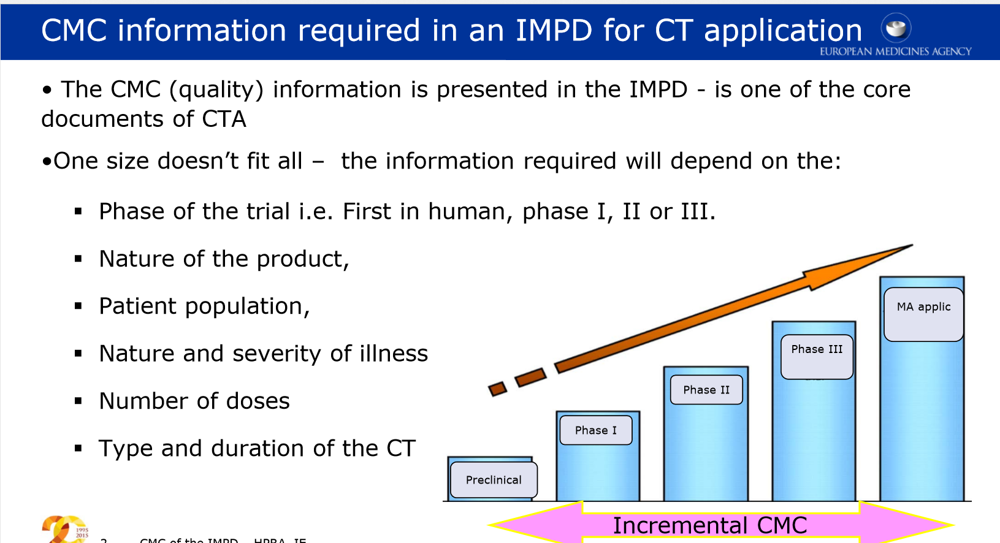 CMC information required in an IMPD for CT application
EUROPEAN MEDICINES AGENCY
• The CMC (quality) information is presented in the IMPD - is one of the core
documents of CTA
•One size doesn’t fit all – the information required will depend on the:
▪ Phase of the trial i.e. First in human, phase I, II or III.
▪ Nature of the product,
▪ Patient population,
▪ Nature and severity of illness
▪ Number of doses
▪ Type and duration of the CT
MA applic
Phase III
Phase II
Phase I
Preclinical
Incremental CMC
1995
2015
2 CMC of the IMPD – HPRA, IE